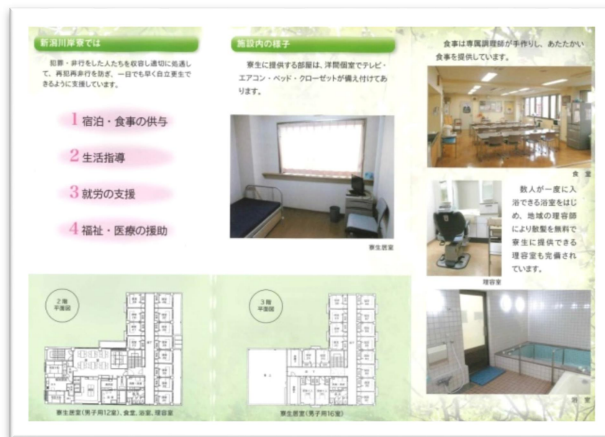 新潟川岸寮では
犯罪・非行をした人たちを収容し適切に処遇し
て、再犯再非行を防ぎ、一日でも早く自立更生で
きるように支援しています。
1 宿泊・食事の供与
2 生活指導
3 就労の支援
4 福祉・医療の援助
2階
平面図
寮生居室(男子用12室)、食堂、浴室、理容室
施設内の様子
寮生に提供する部屋は、洋間個室でテレビ・
エアコン・ベッド・クローゼットが備え付けてあ
ります。
寮生居室
3階
平面図
寮生居室(男子用16室)
食事は専属調理師が手作りし、あたたかい
食事を提供しています。
食 堂
数人が一度に入
浴できる浴室をはじ
め、地域の理容師
により散髪を無料で
寮生に提供できる
理容室も完備され
ています。
理容室
浴 室